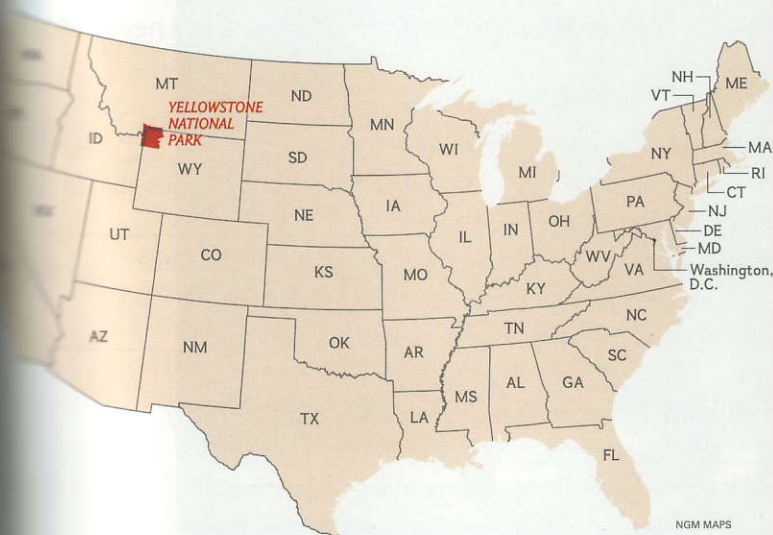 MT
YELLOWSTONE
NATIONAL
PARK
ID
WY
ND
SD
NE
KS
UT
CO
AZ
NM
OK
TX
MN
IA
MO
AR
LA
WI
IL
MI
IN
OH
KY
TN
MS
AL
GA
FL
SC
NC
VA
WV
PA
NY
VT
NH
ME
MA
RI
CT
NJ
DE
MD
Washington,
D.C.
NGM MAPS